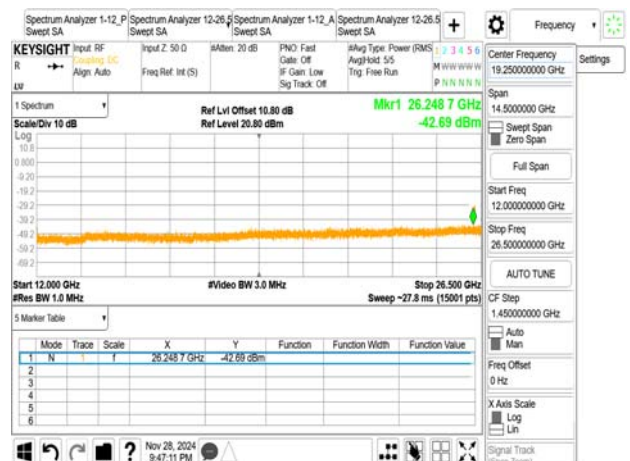 Spectrum Analyzer 1-12_P Spectrum Analyzer 12-26.5 Spectrum Analyzer 1-12_A Spectrum Analyzer 12-26.5
Swept SA Swept SA Swept SA Swept SA
+
Frequency
KEYSIGHT Input: RF Input Z: 50 Ω #Atten: 20 dB PNO: Fast #Avg Type: Power (RMS 1 2 3 4 5 6
R Coupling: DC Gate: Off Avg|Hold: 5/5 M W W W W W
Align: Auto Freq Ref: Int (S) IF Gain: Low Trig: Free Run
Sig Track: Off P N N N N N
1 Spectrum Ref Lvl Offset 10.80 dB Mkr1 26.248 7 GHz
Scale/Div 10 dB Ref Level 20.80 dBm -42.69 dBm
Log
10.8
0.800
-9.20
-19.2
-29.2
-39.2
-49.2
-59.2
-69.2
Start 12.000 GHz #Video BW 3.0 MHz Stop 26.500 GHz
#Res BW 1.0 MHz Sweep ~27.8 ms (15001 pts)
5 Marker Table
Mode Trace Scale X Y Function Function Width Function Value
1 N 1 f 26.248 7 GHz -42.69 dBm
2
3
4
5
6
? Nov 28, 2024
9:47:11 PM
Center Frequency
19.250000000 GHz
Settings
Span
14.5000000 GHz
Swept Span
Zero Span
Full Span
Start Freq
12.000000000 GHz
Stop Freq
26.500000000 GHz
AUTO TUNE
CF Step
1.450000000 GHz
Auto
Man
Freq Offset
0 Hz
X Axis Scale
Log
Lin
Signal Track